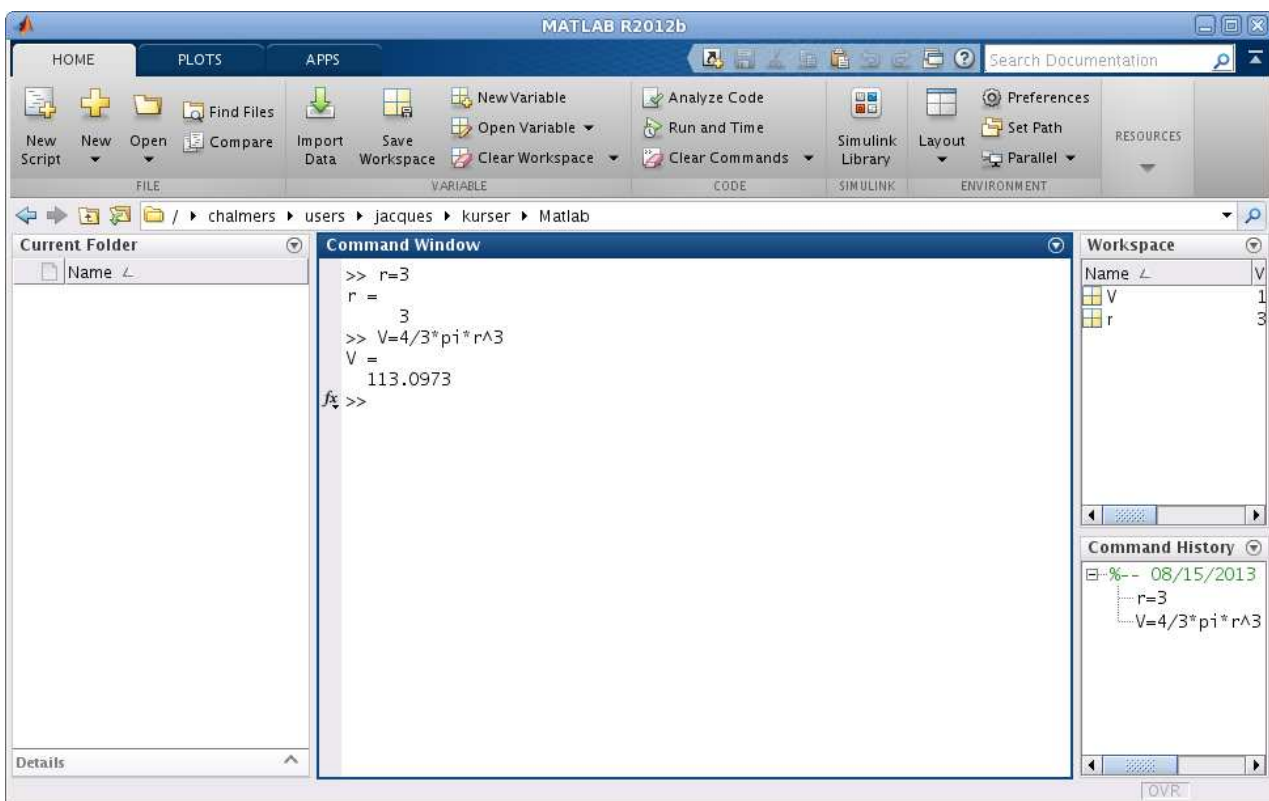 MATLAB R2012b
HOME PLOTS APPS Search Documentation
New Script New Open Find Files Compare
Import Data Save Workspace New Variable Open Variable Clear Workspace
Analyze Code Run and Time Clear Commands
Simulink Library Layout Preferences Set Path Parallel RESOURCES
FILE VARIABLE CODE SIMULINK ENVIRONMENT
/ chalmers users jacques kurser Matlab
Current Folder
Name
Details
Command Window
>> r=3
r =
3
>> V=4/3*pi*r^3
V =
113.0973
fx >>
Workspace
Name V
V 1
r 3
Command History
%-- 08/15/2013
r=3
V=4/3*pi*r^3
OVR